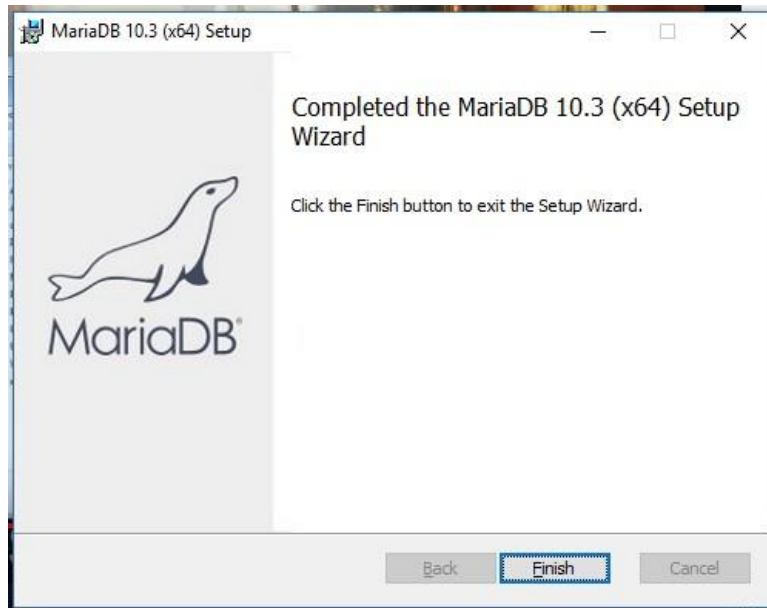 MariaDB 10.3 (x64) Setup
Completed the MariaDB 10.3 (x64) Setup
Wizard
Click the Finish button to exit the Setup Wizard.
MariaDB®
Back
Finish
Cancel